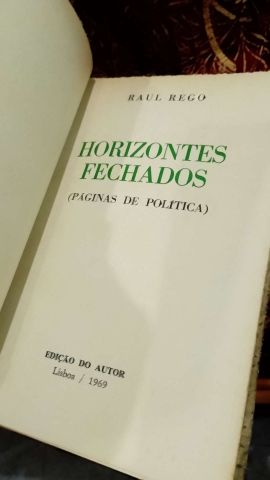 RAUL REGO
HORIZONTES
FECHADOS
(PÁGINAS DE POLÍTICA)
EDIÇÃO DO AUTOR
Lisboa / 1969